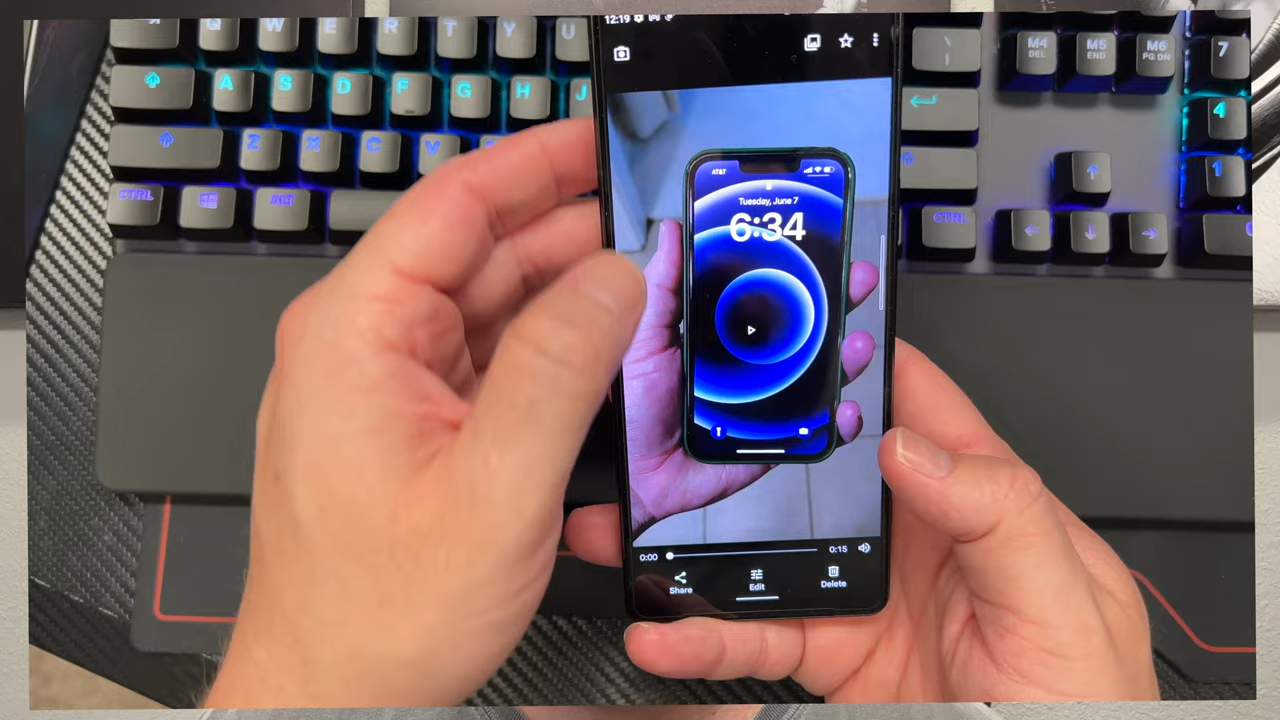 Q W E R T Y U
A S D F G H J
Z X C V
CTRL ALT
12:19
AT&T
Tuesday, June 7
6:34
0:00 0:15
Share Edit Delete
M4 M5 M6 7
DEL END PG DN
4
1
CTRL